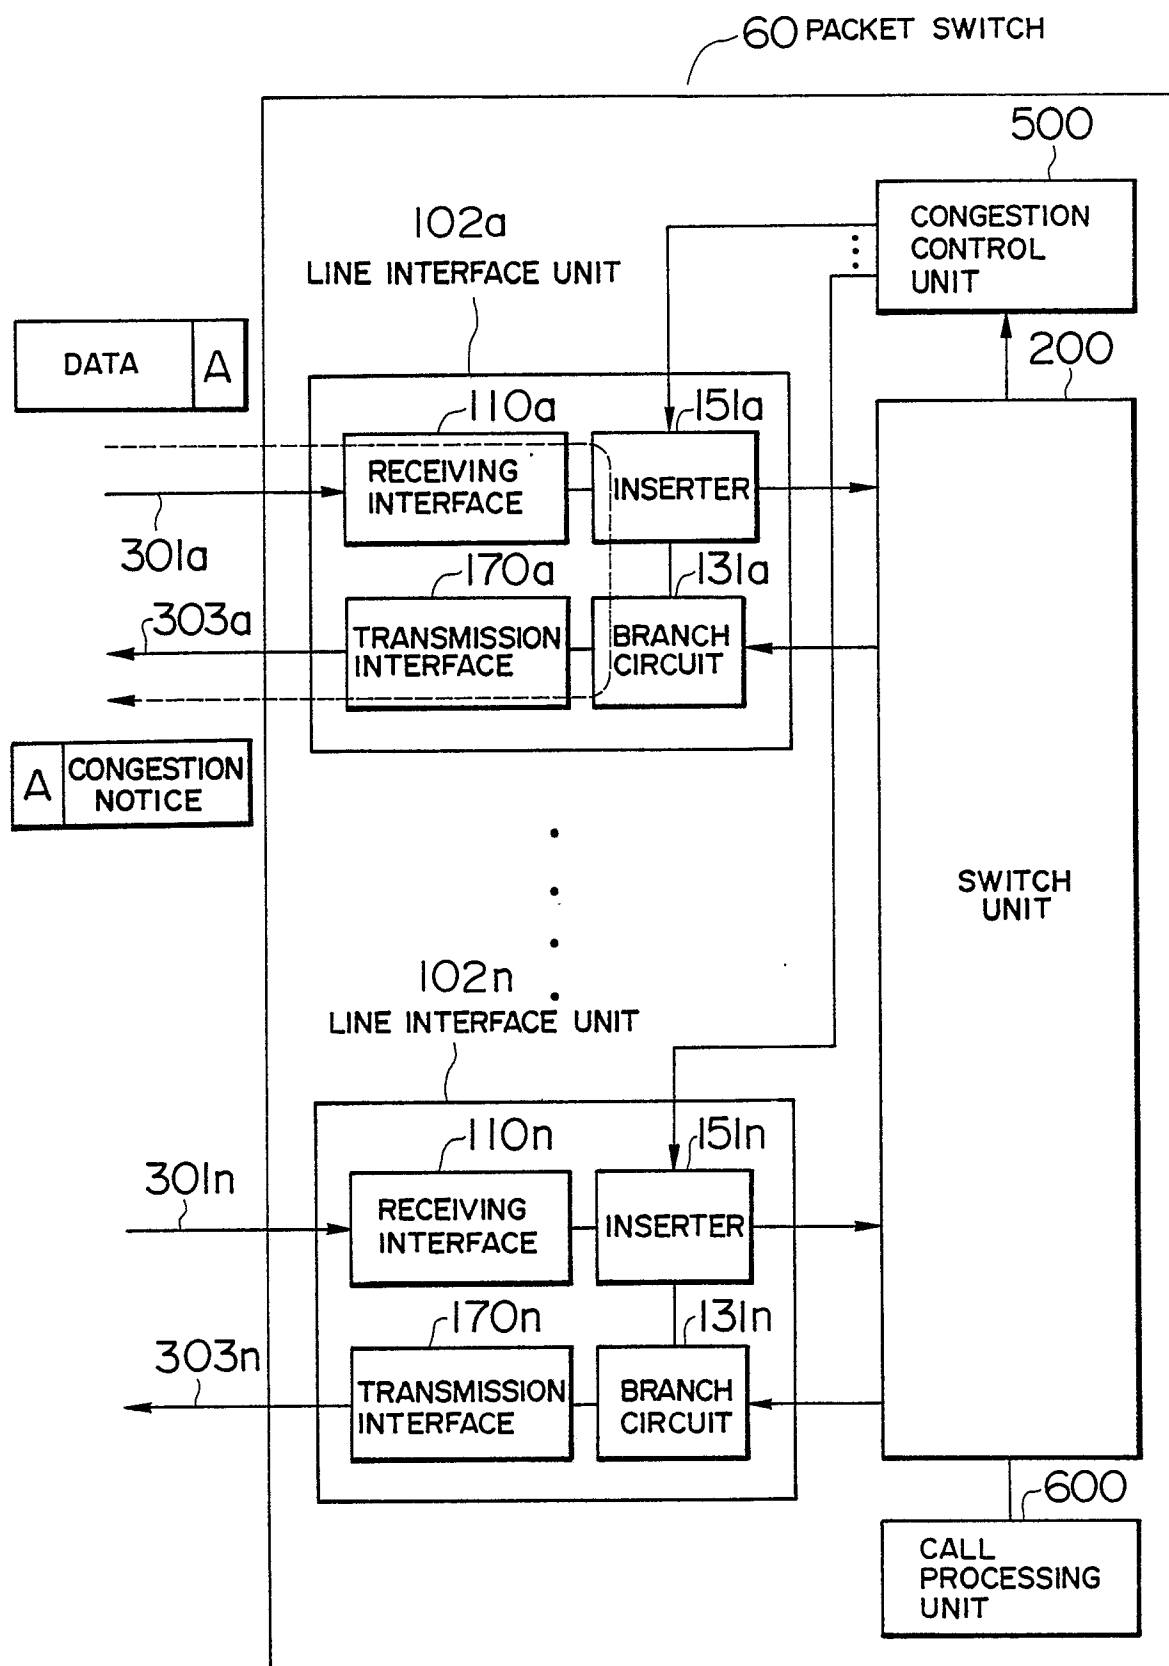 60 PACKET SWITCH
500
CONGESTION
CONTROL
UNIT
102a
LINE INTERFACE UNIT
200
DATA A
110a
151a
RECEIVING
INTERFACE
INSERTER
301a
170a
131a
303a
TRANSMISSION
INTERFACE
BRANCH
CIRCUIT
A CONGESTION
NOTICE
SWITCH
UNIT
102n
LINE INTERFACE UNIT
110n
151n
301n
RECEIVING
INTERFACE
INSERTER
170n
131n
303n
TRANSMISSION
INTERFACE
BRANCH
CIRCUIT
600
CALL
PROCESSING
UNIT